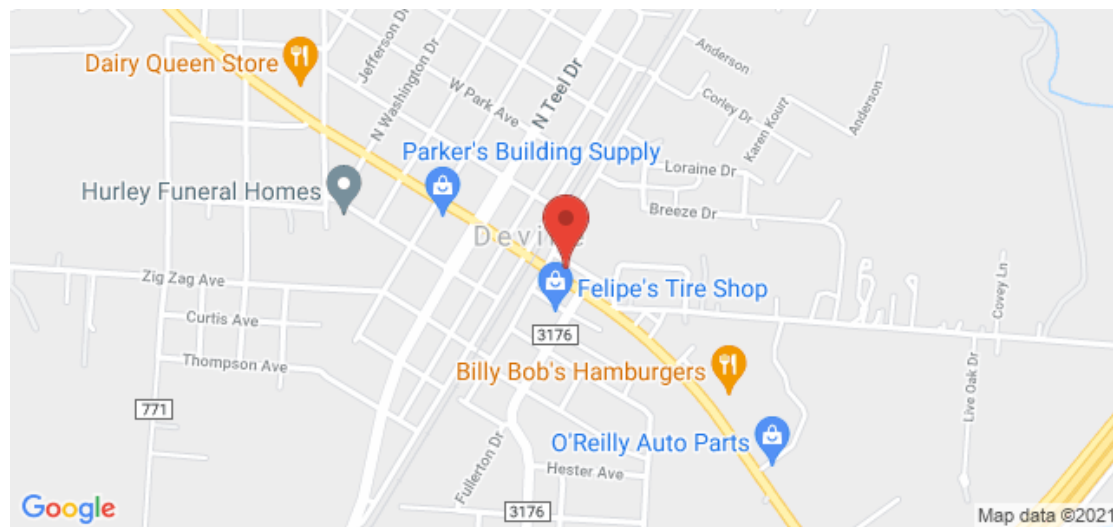 Dairy Queen Store
Jefferson Dr
N Washington Dr
W Park Ave
N Teel Dr
Anderson
Corley Dr
Karen Kourt
Anderson
Parker's Building Supply
Loraine Dr
Hurley Funeral Homes
Breeze Dr
Devine
Zig Zag Ave
Felipe's Tire Shop
Covey Ln
Curtis Ave
3176
Thompson Ave
Billy Bob's Hamburgers
Live Oak Dr
771
O'Reilly Auto Parts
Fullerton Dr
Hester Ave
3176
Google
Map data ©2021